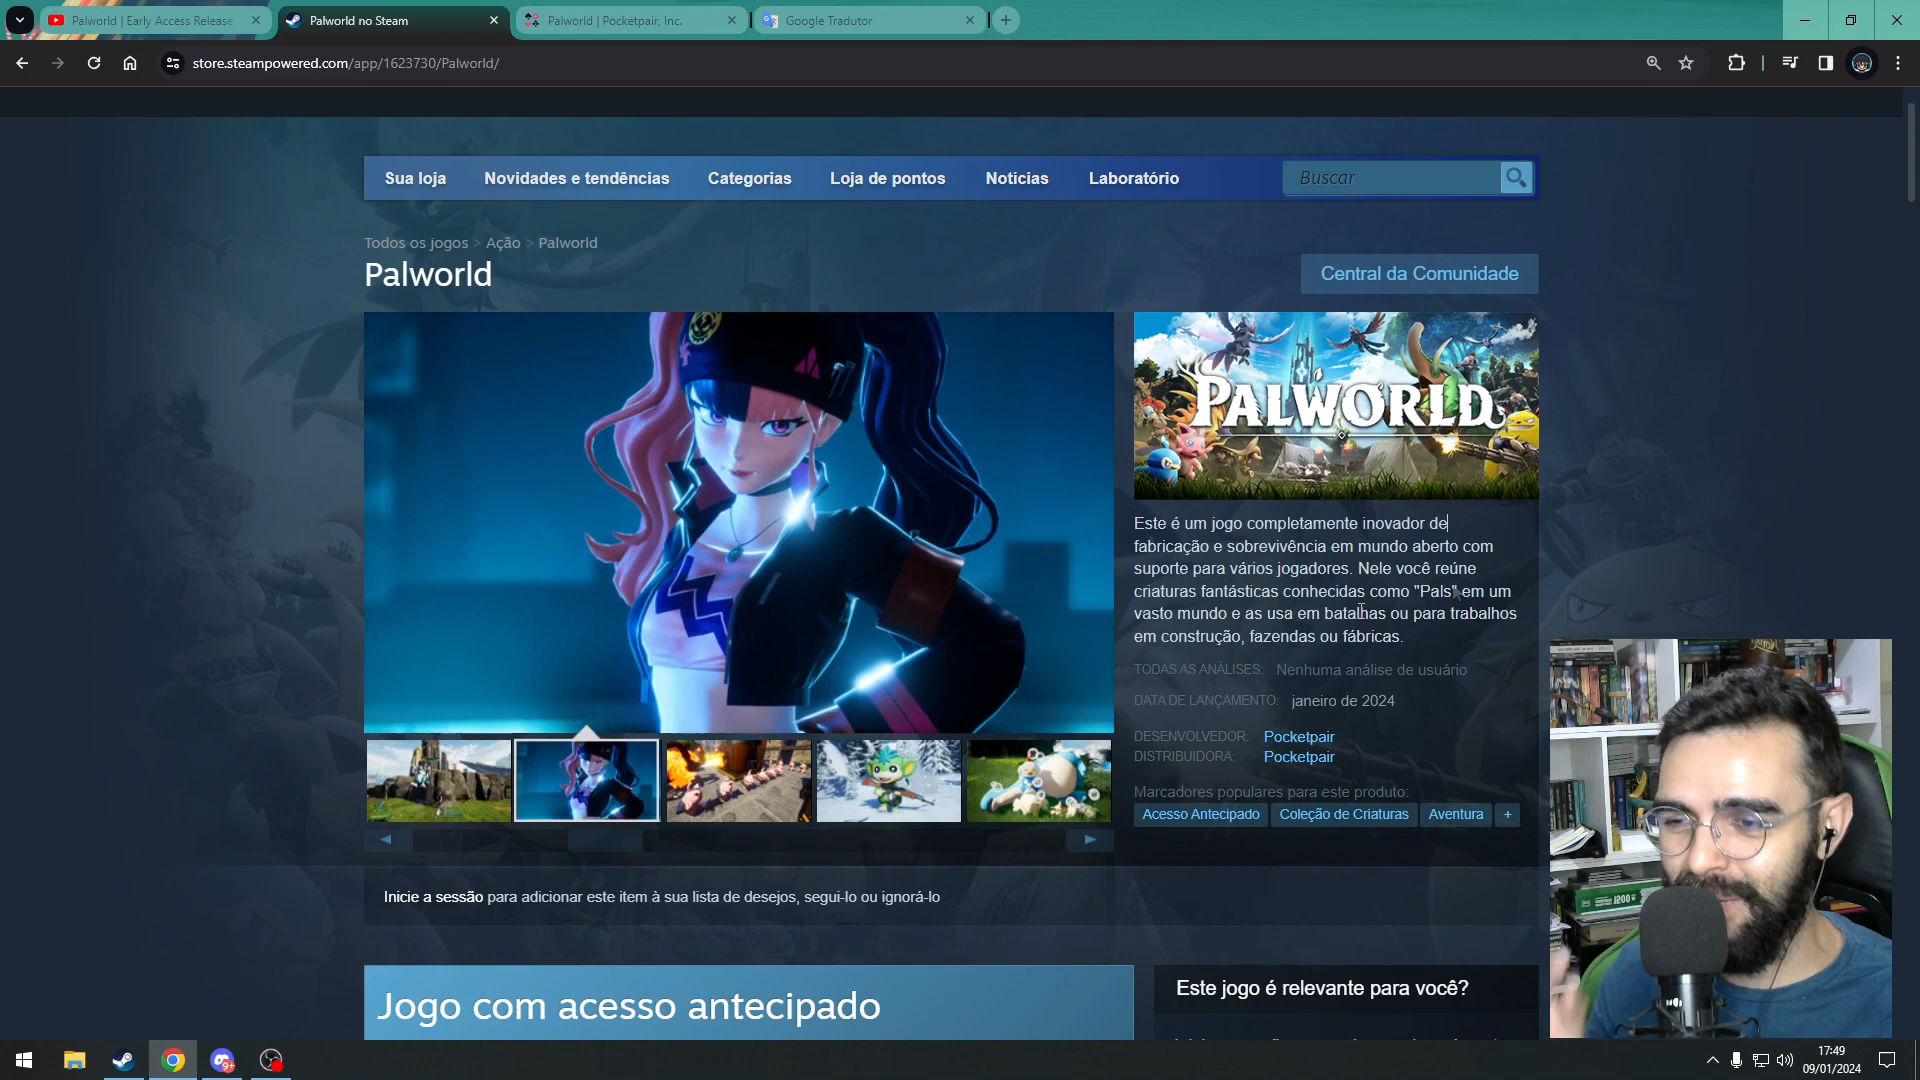 Palworld | Early Access Release
Palworld no Steam
Palworld | Pocketpair, Inc.
Google Tradutor
store.steampowered.com/app/1623730/Palworld/
Sua loja
Novidades e tendências
Categorias
Loja de pontos
Notícias
Laboratório
Buscar
Todos os jogos > Ação > Palworld
Palworld
Central da Comunidade
PALWORLD
Este é um jogo completamente inovador de
fabricação e sobrevivência em mundo aberto com
suporte para vários jogadores. Nele você reúne
criaturas fantásticas conhecidas como "Pals" em um
vasto mundo e as usa em batalhas ou para trabalhos
em construção, fazendas ou fábricas.
TODAS AS ANÁLISES: Nenhuma análise de usuário
DATA DE LANÇAMENTO: janeiro de 2024
DESENVOLVEDOR: Pocketpair
DISTRIBUIDORA: Pocketpair
Marcadores populares para este produto:
Acesso Antecipado
Coleção de Criaturas
Aventura
+
Inicie a sessão para adicionar este item à sua lista de desejos, segui-lo ou ignorá-lo
Jogo com acesso antecipado
Este jogo é relevante para você?
9+
17:49
09/01/2024